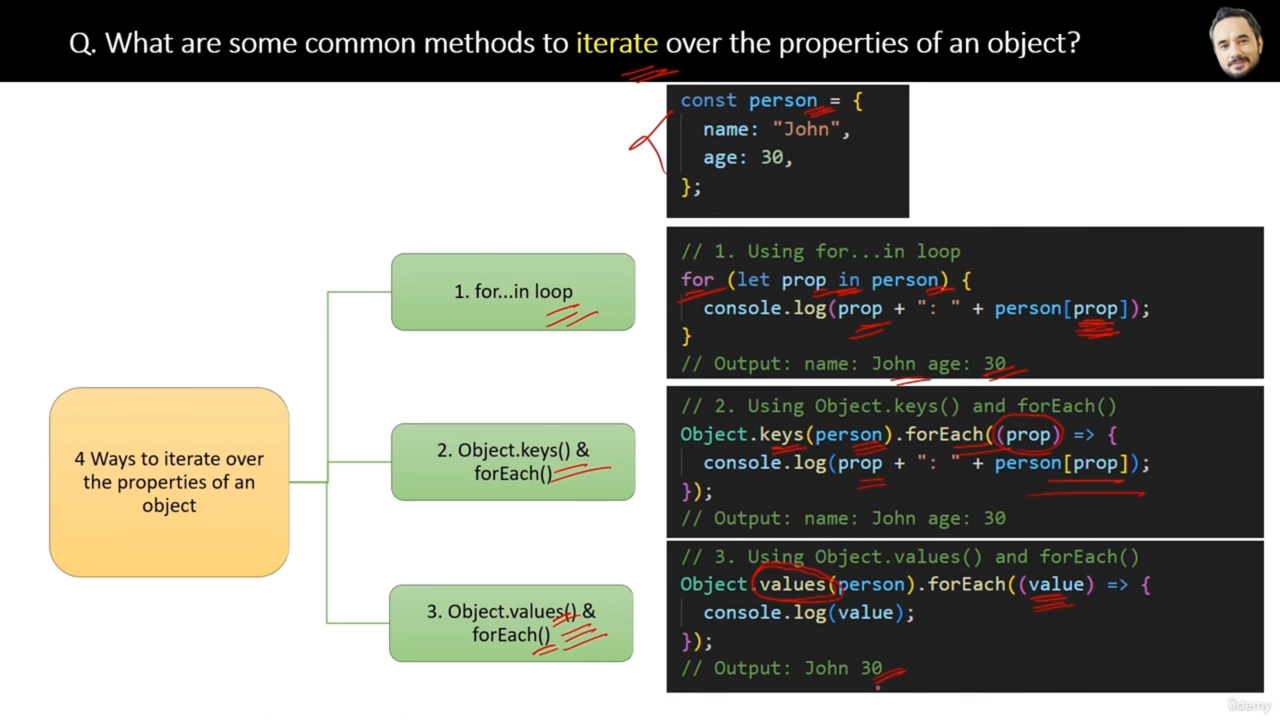 Q. What are some common methods to iterate over the properties of an object?
const person = {
name: "John",
age: 30,
};
1. for...in loop
// 1. Using for...in loop
for (let prop in person) {
console.log(prop + ": " + person[prop]);
}
// Output: name: John age: 30
4 Ways to iterate over
the properties of an
object
2. Object.keys() &
forEach()
// 2. Using Object.keys() and forEach()
Object.keys(person).forEach((prop) => {
console.log(prop + ": " + person[prop]);
});
// Output: name: John age: 30
3. Object.values() &
forEach()
// 3. Using Object.values() and forEach()
Object.values(person).forEach((value) => {
console.log(value);
});
// Output: John 30
ûdemy